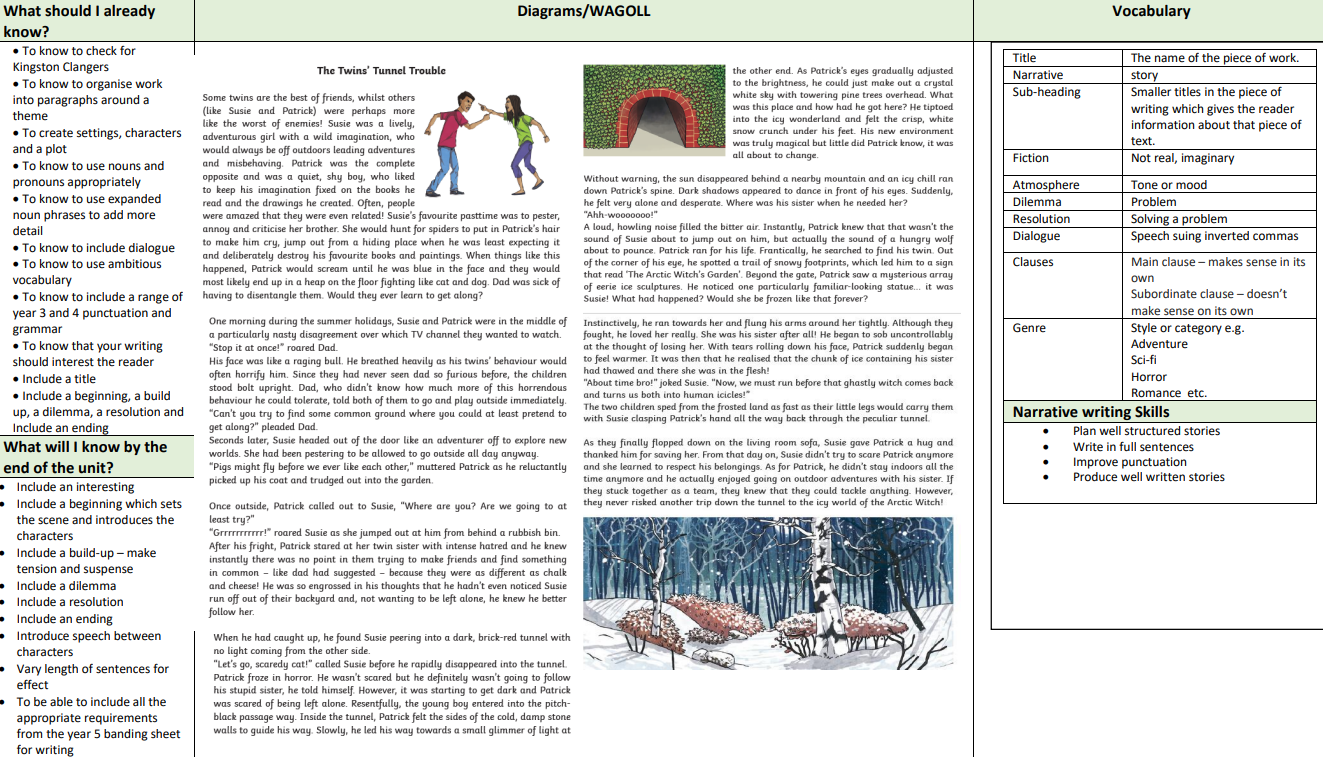 What should I already
know?
• To know to check for
Kingston Clangers
• To know to organise work
into paragraphs around a
theme
• To create settings, characters
and a plot
• To know to use nouns and
pronouns appropriately
• To know to use expanded
noun phrases to add more
detail
• To know to include dialogue
• To know to use ambitious
vocabulary
• To know to include a range of
year 3 and 4 punctuation and
grammar
• To know that your writing
should interest the reader
• Include a title
• Include a beginning, a build
up, a dilemma, a resolution and
Include an ending
What will I know by the
end of the unit?
• Include an interesting
• Include a beginning which sets
the scene and introduces the
characters
• Include a build-up – make
tension and suspense
• Include a dilemma
• Include a resolution
• Include an ending
• Introduce speech between
characters
• Vary length of sentences for
effect
• To be able to include all the
appropriate requirements
from the year 5 banding sheet
for writing
Diagrams/WAGOLL
The Twins' Tunnel Trouble
Some twins are the best of friends, whilst others
(like Susie and Patrick) were perhaps more
like the worst of enemies! Susie was a lively,
adventurous girl with a wild imagination, who
would always be off outdoors leading adventures
and misbehaving. Patrick was the complete
opposite and was a quiet, shy boy, who liked
to keep his imagination fixed on the books he
read and the drawings he created. Often, people
were amazed that they were even related! Susie's favourite pasttime was to pester,
annoy and criticise her brother. She would hunt for spiders to put in Patrick's hair
to make him cry, jump out from a hiding place when he was least expecting it
and deliberately destroy his favourite books and paintings. When things like this
happened, Patrick would scream until he was blue in the face and they would
most likely end up in a heap on the floor fighting like cat and dog. Dad was sick of
having to disentangle them. Would they ever learn to get along?
One morning during the summer holidays, Susie and Patrick were in the middle of
a particularly nasty disagreement over which TV channel they wanted to watch.
"Stop it at once!" roared Dad.
His face was like a raging bull. He breathed heavily as his twins' behaviour would
often horrify him. Since they had never seen dad so furious before, the children
stood bolt upright. Dad, who didn't know how much more of this horrendous
behaviour he could tolerate, told both of them to go and play outside immediately.
"Can't you try to find some common ground where you could at least pretend to
get along?" pleaded Dad.
Seconds later, Susie headed out of the door like an adventurer off to explore new
worlds. She had been pestering to be allowed to go outside all day anyway.
"Pigs might fly before we ever like each other," muttered Patrick as he reluctantly
picked up his coat and trudged out into the garden.
Once outside, Patrick called out to Susie, "Where are you? Are we going to at
least try?"
"Grrrrrrrrrrr!" roared Susie as she jumped out at him from behind a rubbish bin.
After his fright, Patrick stared at her twin sister with intense hatred and he knew
instantly there was no point in them trying to make friends and find something
in common – like dad had suggested – because they were as different as chalk
and cheese! He was so engrossed in his thoughts that he hadn't even noticed Susie
run off out of their backyard and, not wanting to be left alone, he knew he better
follow her.
When he had caught up, he found Susie peering into a dark, brick-red tunnel with
no light coming from the other side.
"Let's go, scaredy cat!" called Susie before he rapidly disappeared into the tunnel.
Patrick froze in horror. He wasn't scared but he definitely wasn't going to follow
his stupid sister, he told himself. However, it was starting to get dark and Patrick
was scared of being left alone. Resentfully, the young boy entered into the pitch-
black passage way. Inside the tunnel, Patrick felt the sides of the cold, damp stone
walls to guide his way. Slowly, he led his way towards a small glimmer of light at
the other end. As Patrick's eyes gradually adjusted
to the brightness, he could just make out a crystal
white sky with towering pine trees overhead. What
was this place and how had he got here? He tiptoed
into the icy wonderland and felt the crisp, white
snow crunch under his feet. His new environment
was truly magical but little did Patrick know, it was
all about to change.
Without warning, the sun disappeared behind a nearby mountain and an icy chill ran
down Patrick's spine. Dark shadows appeared to dance in front of his eyes. Suddenly,
he felt very alone and desperate. Where was his sister when he needed her?
"Ahh-wooooooo!"
A loud, howling noise filled the bitter air. Instantly, Patrick knew that that wasn't the
sound of Susie about to jump out on him, but actually the sound of a hungry wolf
about to pounce. Patrick ran for his life. Frantically, he searched to find his twin. Out
of the corner of his eye, he spotted a trail of snowy footprints, which led him to a sign
that read 'The Arctic Witch's Garden'. Beyond the gate, Patrick saw a mysterious array
of eerie ice sculptures. He noticed one particularly familiar-looking statue... it was
Susie! What had happened? Would she be frozen like that forever?
Instinctively, he ran towards her and flung his arms around her tightly. Although they
fought, he loved her really. She was his sister after all! He began to sob uncontrollably
at the thought of losing her. With tears rolling down his face, Patrick suddenly began
to feel warmer. It was then that he realised that the chunk of ice containing his sister
had thawed and there she was in the flesh!
"About time bro!" joked Susie. "Now, we must run before that ghastly witch comes back
and turns us both into human icicles!"
The two children sped from the frosted land as fast as their little legs would carry them
with Susie clasping Patrick's hand all the way back through the peculiar tunnel.
As they finally flopped down on the living room sofa, Susie gave Patrick a hug and
thanked him for saving her. From that day on, Susie didn't try to scare Patrick anymore
and she learned to respect his belongings. As for Patrick, he didn't stay indoors all the
time anymore and he actually enjoyed going on outdoor adventures with his sister. If
they stuck together as a team, they knew that they could tackle anything. However,
they never risked another trip down the tunnel to the icy world of the Arctic Witch!
Vocabulary
Title The name of the piece of work.
Narrative story
Sub-heading Smaller titles in the piece of
writing which gives the reader
information about that piece of
text.
Fiction Not real, imaginary
Atmosphere Tone or mood
Dilemma Problem
Resolution Solving a problem
Dialogue Speech suing inverted commas
Clauses Main clause – makes sense in its
own
Subordinate clause – doesn't
make sense on its own
Genre Style or category e.g.
Adventure
Sci-fi
Horror
Romance etc.
Narrative writing Skills
• Plan well structured stories
• Write in full sentences
• Improve punctuation
• Produce well written stories